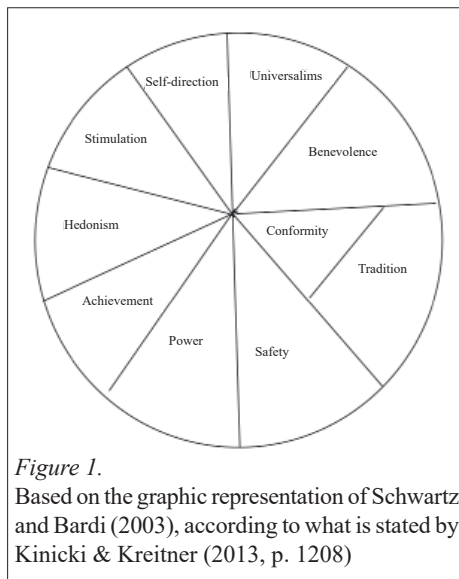 Self-direction
Universalims
Stimulation
Benevolence
Hedonism
Conformity
Tradition
Achievement
Power
Safety
Figure 1.
Based on the graphic representation of Schwartz
and Bardi (2003), according to what is stated by
Kinicki & Kreitner (2013, p. 1208)